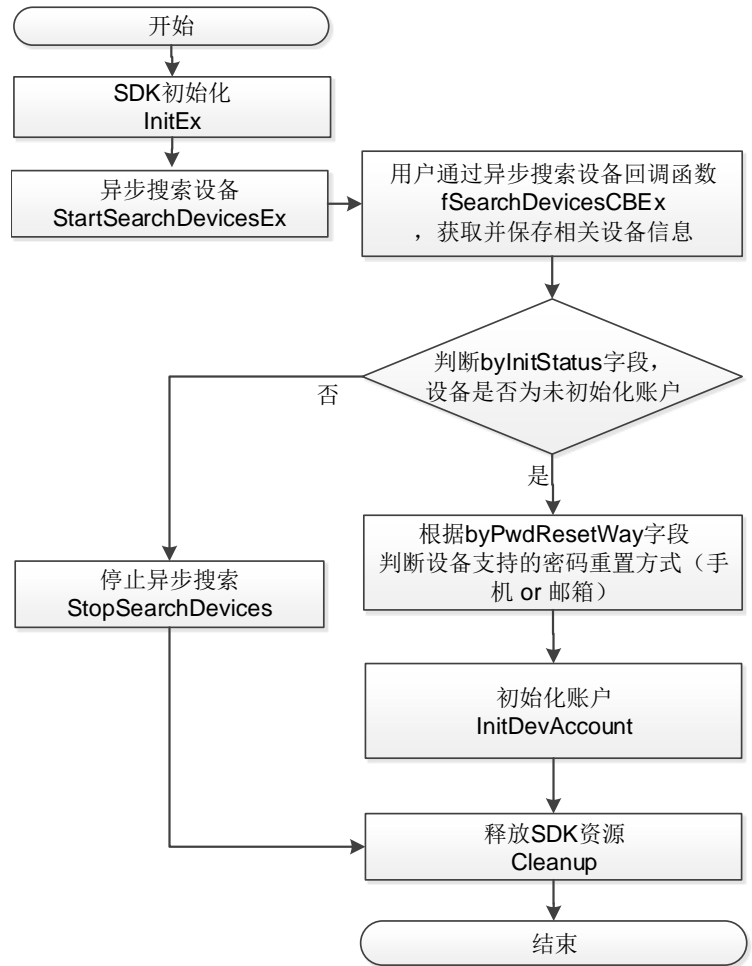 开始
SDK初始化
InitEx
异步搜索设备
StartSearchDevicesEx
用户通过异步搜索设备回调函数
fSearchDevicesCBEx
，获取并保存相关设备信息
判断byInitStatus字段，
设备是否为未初始化账户
否
是
根据byPwdResetWay字段
判断设备支持的密码重置方式（手
机 or 邮箱）
停止异步搜索
StopSearchDevices
初始化账户
InitDevAccount
释放SDK资源
Cleanup
结束